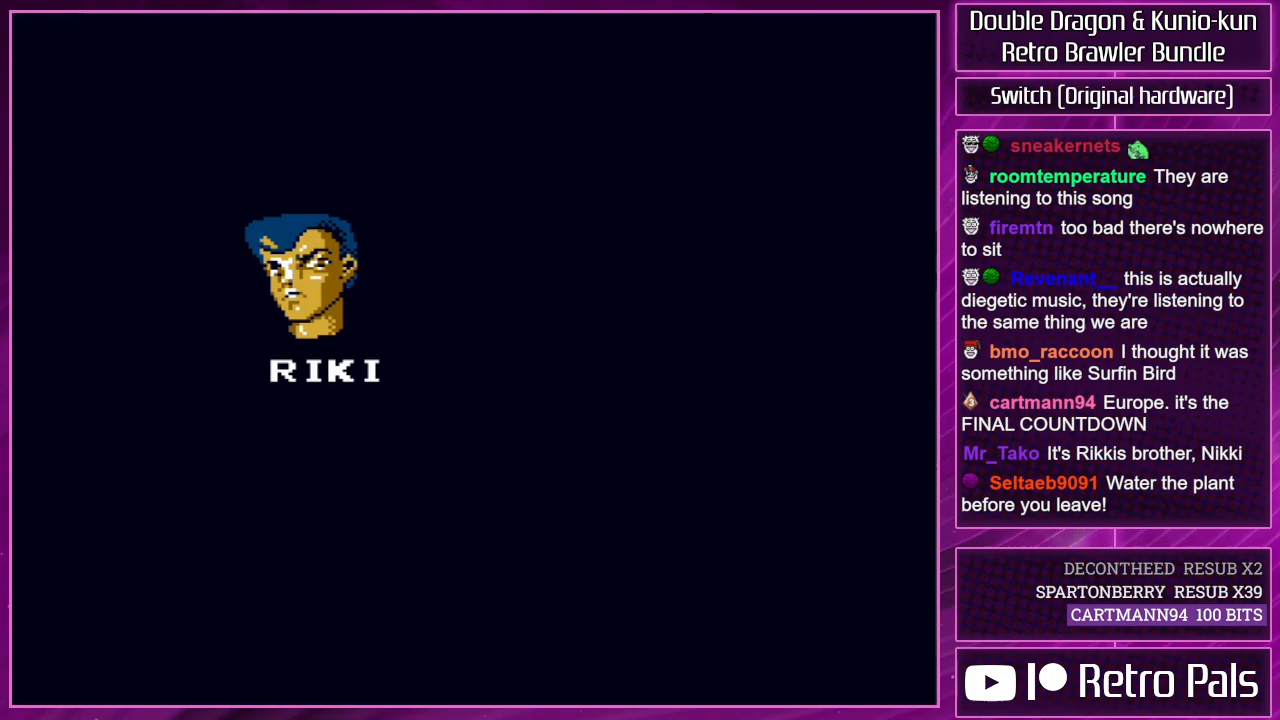 RIKI
Double Dragon & Kunio-kun
Retro Brawler Bundle
Switch (Original hardware)
sneakernets
roomtemperature They are
listening to this song
firemtn too bad there's nowhere
to sit
Revenant__ this is actually
diegetic music, they're listening to
the same thing we are
bmo_raccoon I thought it was
something like Surfin Bird
cartmann94 Europe. it's the
FINAL COUNTDOWN
Mr_Tako It's Rikkis brother, Nikki
Seltaeb9091 Water the plant
before you leave!
DECONTHEED RESUB X2
SPARTONBERRY RESUB X39
CARTMANN94 100 BITS
Retro Pals